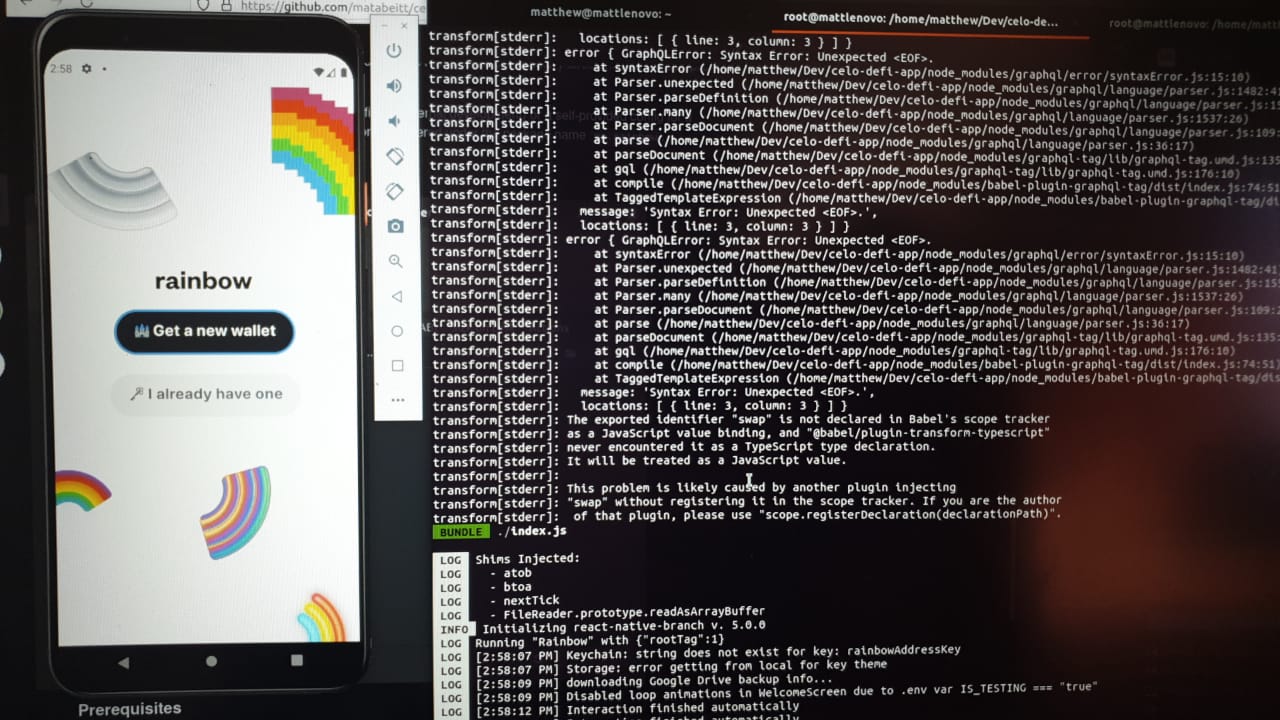 https://github.com/matabeitt/ce
matthew@mattlenovo: ~
root@mattlenovo: /home/matthew/Dev/celo-de...
root@mattlenovo: /home/matthew/
2:58
rainbow
Get a new wallet
I already have one
Prerequisites
transform[stderr]: locations: [ { line: 3, column: 3 } ] }
transform[stderr]: error { GraphQLError: Syntax Error: Unexpected <EOF>.
transform[stderr]: at syntaxError (/home/matthew/Dev/celo-defi-app/node_modules/graphql/error/syntaxError.js:15:10)
transform[stderr]: at Parser.unexpected (/home/matthew/Dev/celo-defi-app/node_modules/graphql/language/parser.js:1482:41
transform[stderr]: at Parser.parseDefinition (/home/matthew/Dev/celo-defi-app/node_modules/graphql/language/parser.js:15
transform[stderr]: at Parser.many (/home/matthew/Dev/celo-defi-app/node_modules/graphql/language/parser.js:1537:26)
transform[stderr]: at Parser.parseDocument (/home/matthew/Dev/celo-defi-app/node_modules/graphql/language/parser.js:109:
transform[stderr]: at parse (/home/matthew/Dev/celo-defi-app/node_modules/graphql/language/parser.js:36:17)
transform[stderr]: at parseDocument (/home/matthew/Dev/celo-defi-app/node_modules/graphql-tag/lib/graphql-tag.umd.js:135
transform[stderr]: at gql (/home/matthew/Dev/celo-defi-app/node_modules/graphql-tag/lib/graphql-tag.umd.js:176:10)
transform[stderr]: at compile (/home/matthew/Dev/celo-defi-app/node_modules/babel-plugin-graphql-tag/dist/index.js:74:51
transform[stderr]: at TaggedTemplateExpression (/home/matthew/Dev/celo-defi-app/node_modules/babel-plugin-graphql-tag/di
transform[stderr]: message: 'Syntax Error: Unexpected <EOF>.',
transform[stderr]: locations: [ { line: 3, column: 3 } ] }
transform[stderr]: error { GraphQLError: Syntax Error: Unexpected <EOF>.
transform[stderr]: at syntaxError (/home/matthew/Dev/celo-defi-app/node_modules/graphql/error/syntaxError.js:15:10)
transform[stderr]: at Parser.unexpected (/home/matthew/Dev/celo-defi-app/node_modules/graphql/language/parser.js:1482:41
transform[stderr]: at Parser.parseDefinition (/home/matthew/Dev/celo-defi-app/node_modules/graphql/language/parser.js:15
transform[stderr]: at Parser.many (/home/matthew/Dev/celo-defi-app/node_modules/graphql/language/parser.js:1537:26)
transform[stderr]: at Parser.parseDocument (/home/matthew/Dev/celo-defi-app/node_modules/graphql/language/parser.js:109:2
transform[stderr]: at parse (/home/matthew/Dev/celo-defi-app/node_modules/graphql/language/parser.js:36:17)
transform[stderr]: at parseDocument (/home/matthew/Dev/celo-defi-app/node_modules/graphql-tag/lib/graphql-tag.umd.js:135:
transform[stderr]: at gql (/home/matthew/Dev/celo-defi-app/node_modules/graphql-tag/lib/graphql-tag.umd.js:176:10)
transform[stderr]: at compile (/home/matthew/Dev/celo-defi-app/node_modules/babel-plugin-graphql-tag/dist/index.js:74:51)
transform[stderr]: at TaggedTemplateExpression (/home/matthew/Dev/celo-defi-app/node_modules/babel-plugin-graphql-tag/dis
transform[stderr]: message: 'Syntax Error: Unexpected <EOF>.',
transform[stderr]: locations: [ { line: 3, column: 3 } ] }
transform[stderr]: The exported identifier "swap" is not declared in Babel's scope tracker
transform[stderr]: as a JavaScript value binding, and "@babel/plugin-transform-typescript"
transform[stderr]: never encountered it as a TypeScript type declaration.
transform[stderr]: It will be treated as a JavaScript value.
transform[stderr]:
transform[stderr]: This problem is likely caused by another plugin injecting
transform[stderr]: "swap" without registering it in the scope tracker. If you are the author
transform[stderr]: of that plugin, please use "scope.registerDeclaration(declarationPath)".
BUNDLE ./index.js
LOG Shims Injected:
LOG - atob
LOG - btoa
LOG - nextTick
LOG - FileReader.prototype.readAsArrayBuffer
INFO Initializing react-native-branch v. 5.0.0
LOG Running "Rainbow" with {"rootTag":1}
LOG [2:58:07 PM] Keychain: string does not exist for key: rainbowAddressKey
LOG [2:58:07 PM] Storage: error getting from local for key theme
LOG [2:58:09 PM] downloading Google Drive backup info...
LOG [2:58:09 PM] Disabled loop animations in WelcomeScreen due to .env var IS_TESTING === "true"
LOG [2:58:12 PM] Interaction finished automatically